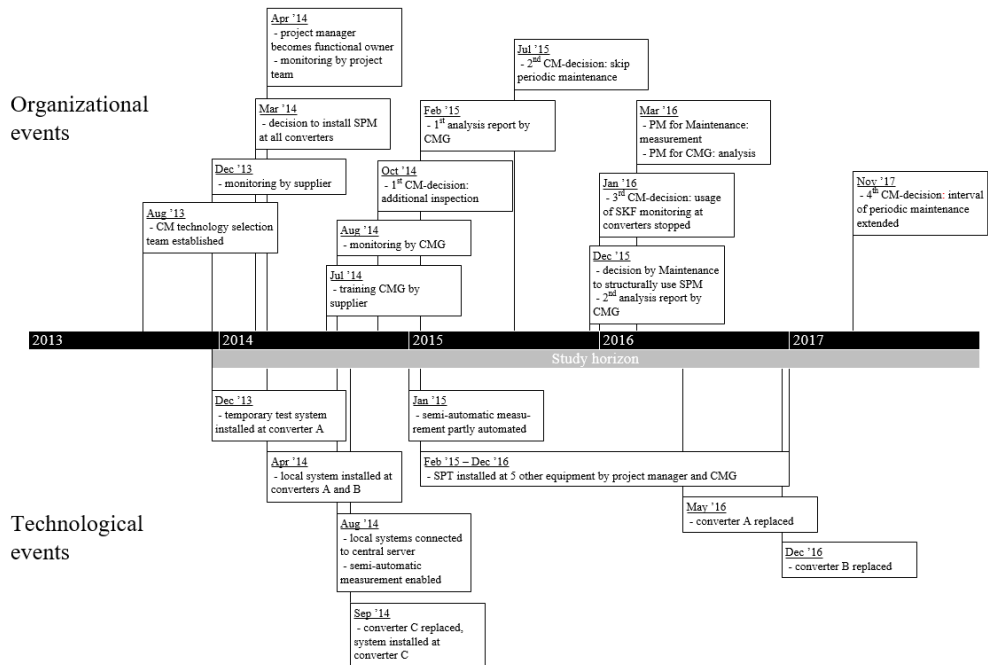 Organizational
events
Apr ’14
- project manager
becomes functional owner
- monitoring by project
team
Mar ’14
- decision to install SPM
at all converters
Dec ’13
- monitoring by supplier
Aug ’13
- CM technology selection
team established
Jul ’15
- 2nd CM-decision: skip
periodic maintenance
Feb ’15
- 1st analysis report by
CMG
Oct ’14
- 1st CM-decision:
additional inspection
Aug ’14
- monitoring by CMG
Jul ’14
- training CMG by
supplier
Mar ’16
- PM for Maintenance:
measurement
- PM for CMG: analysis
Jan ’16
- 3rd CM-decision: usage
of SKF monitoring at
converters stopped
Dec ’15
- decision by Maintenance
to structurally use SPM
- 2nd analysis report by
CMG
Nov ’17
- 4th CM-decision: interval
of periodic maintenance
extended
2013 2014 2015 2016 2017
Study horizon
Technological
events
Dec ’13
- temporary test system
installed at converter A
Apr ’14
- local system installed at
converters A and B
Aug ’14
- local systems connected
to central server
- semi-automatic
measurement enabled
Sep ’14
- converter C replaced,
system installed at
converter C
Jan ’15
- semi-automatic measu-
rement partly automated
Feb ’15 – Dec ’16
- SPT installed at 5 other equipment by project manager and CMG
May ’16
- converter A replaced
Dec ’16
- converter B replaced